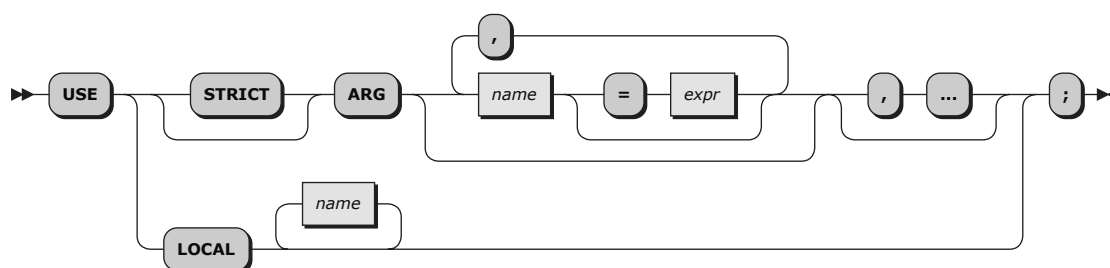 ,
USE STRICT ARG name = expr , ... ;
name
LOCAL